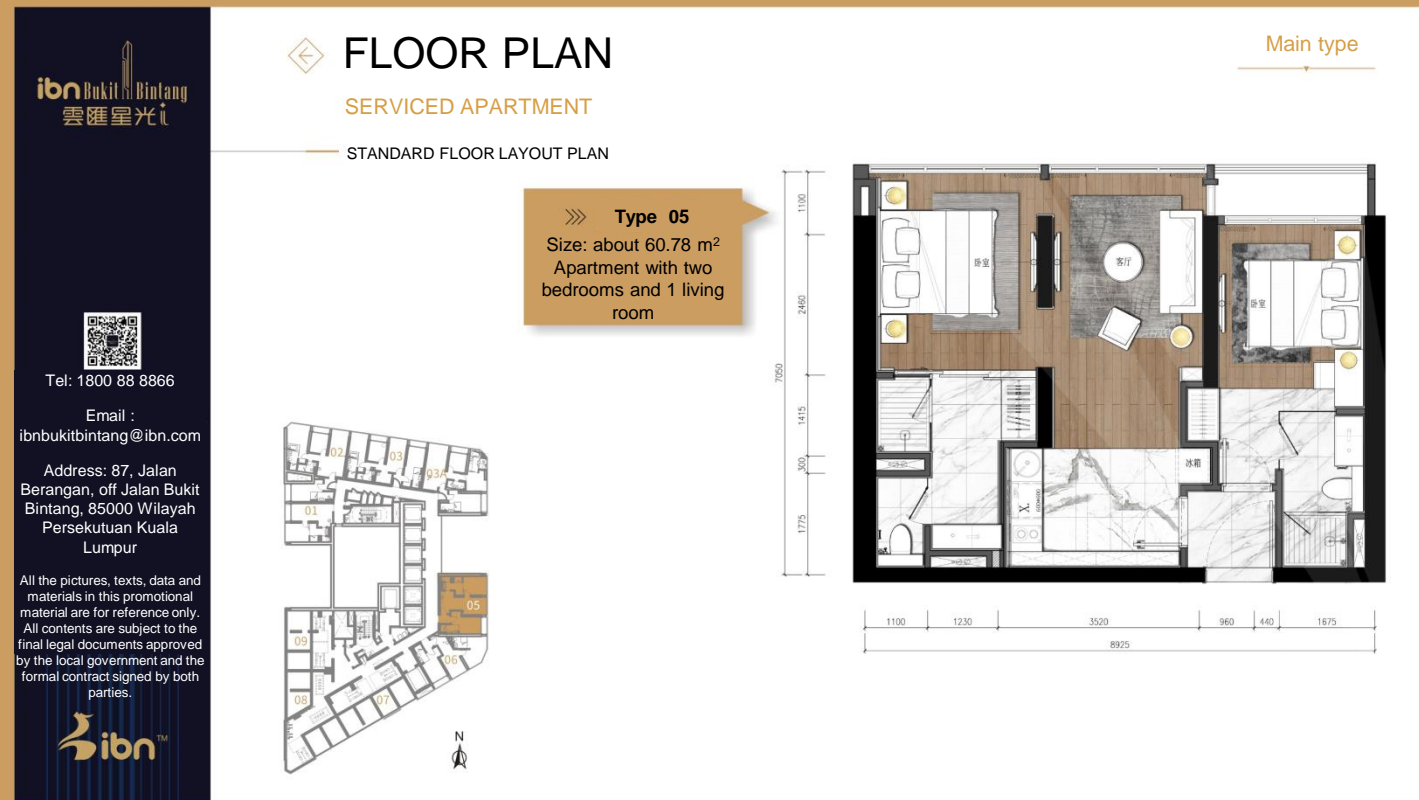 ibn Bukit Bintang
雲匯星光i
Tel: 1800 88 8866
Email :
ibnbukitbintang@ibn.com
Address: 87, Jalan
Berangan, off Jalan Bukit
Bintang, 85000 Wilayah
Persekutuan Kuala
Lumpur
All the pictures, texts, data and
materials in this promotional
material are for reference only.
All contents are subject to the
final legal documents approved
by the local government and the
formal contract signed by both
parties.
ibn™
FLOOR PLAN
SERVICED APARTMENT
STANDARD FLOOR LAYOUT PLAN
Main type
Type 05
Size: about 60.78 m²
Apartment with two
bedrooms and 1 living
room
02
03
03A
01
05
09
06
08
07
N
1100
2460
7050
1415
300
1775
卧室
客厅
卧室
冰箱
1100
1230
3520
960
440
1675
8925